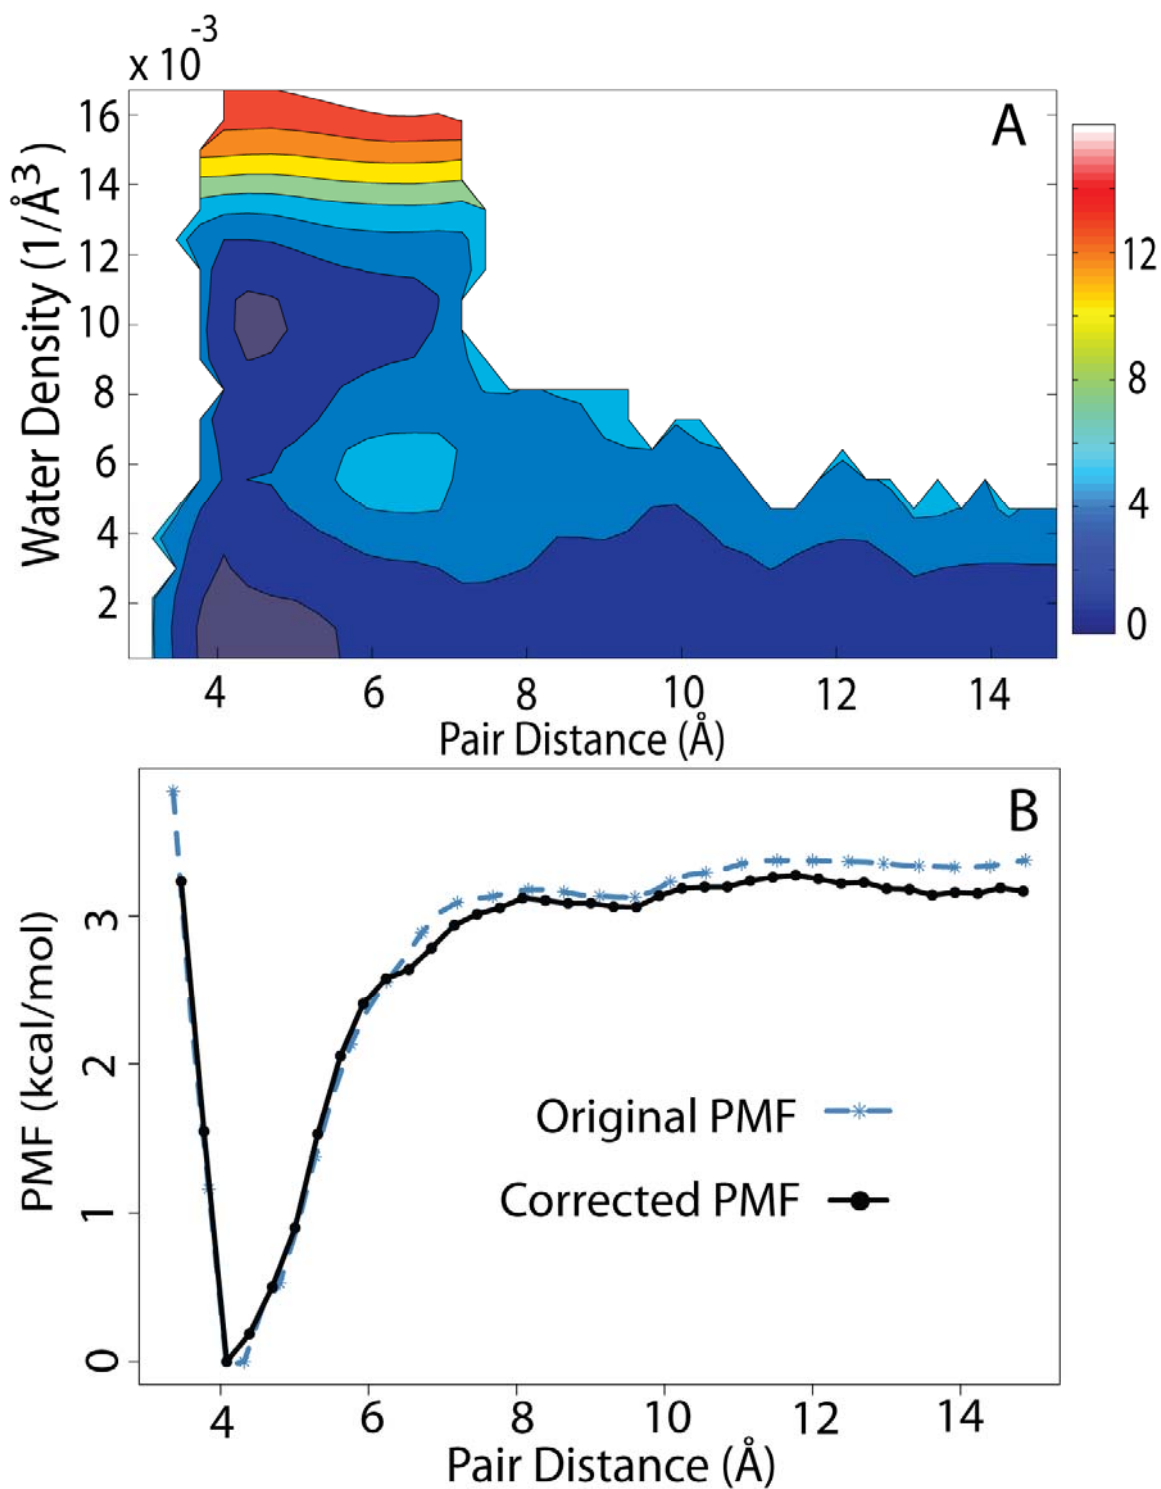 x 10-3
A
Water Density (1/Å3)
16
14
12
10
8
6
4
2
4 6 8 10 12 14
Pair Distance (Å)
12
8
4
0
B
PMF (kcal/mol)
3
2
1
0
Original PMF
Corrected PMF
4 6 8 10 12 14
Pair Distance (Å)